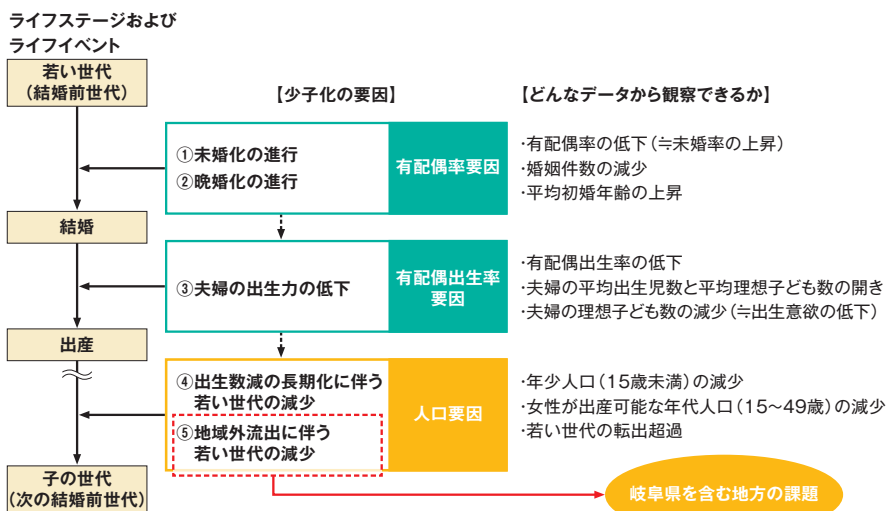 ライフステージおよび
ライフイベント
若い世代
(結婚前世代)
【少子化の要因】
【どんなデータから観察できるか】
①未婚化の進行
②晩婚化の進行
有配偶率要因
・有配偶率の低下(≒未婚率の上昇)
・婚姻件数の減少
・平均初婚年齢の上昇
結婚
③夫婦の出生力の低下
有配偶出生率
要因
・有配偶出生率の低下
・夫婦の平均出生児数と平均理想子ども数の開き
・夫婦の理想子ども数の減少(≒出生意欲の低下)
出産
④出生数減の長期化に伴う
若い世代の減少
⑤地域外流出に伴う
若い世代の減少
人口要因
・年少人口(15歳未満)の減少
・女性が出産可能な年代人口(15~49歳)の減少
・若い世代の転出超過
子の世代
(次の結婚前世代)
岐阜県を含む地方の課題